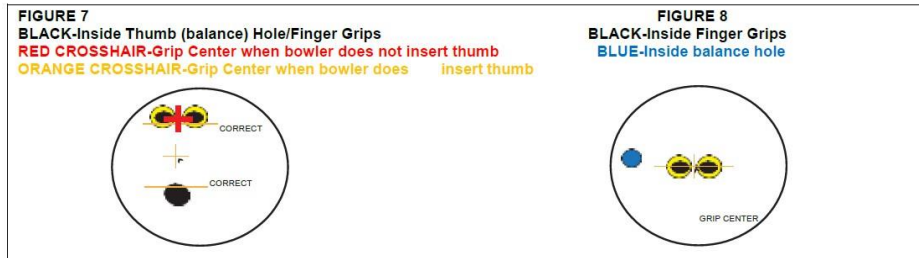 FIGURE 7
BLACK-Inside Thumb (balance) Hole/Finger Grips
RED CROSSHAIR-Grip Center when bowler does not insert thumb
ORANGE CROSSHAIR-Grip Center when bowler does insert thumb
CORRECT
CORRECT
FIGURE 8
BLACK-Inside Finger Grips
BLUE-Inside balance hole
GRIP CENTER